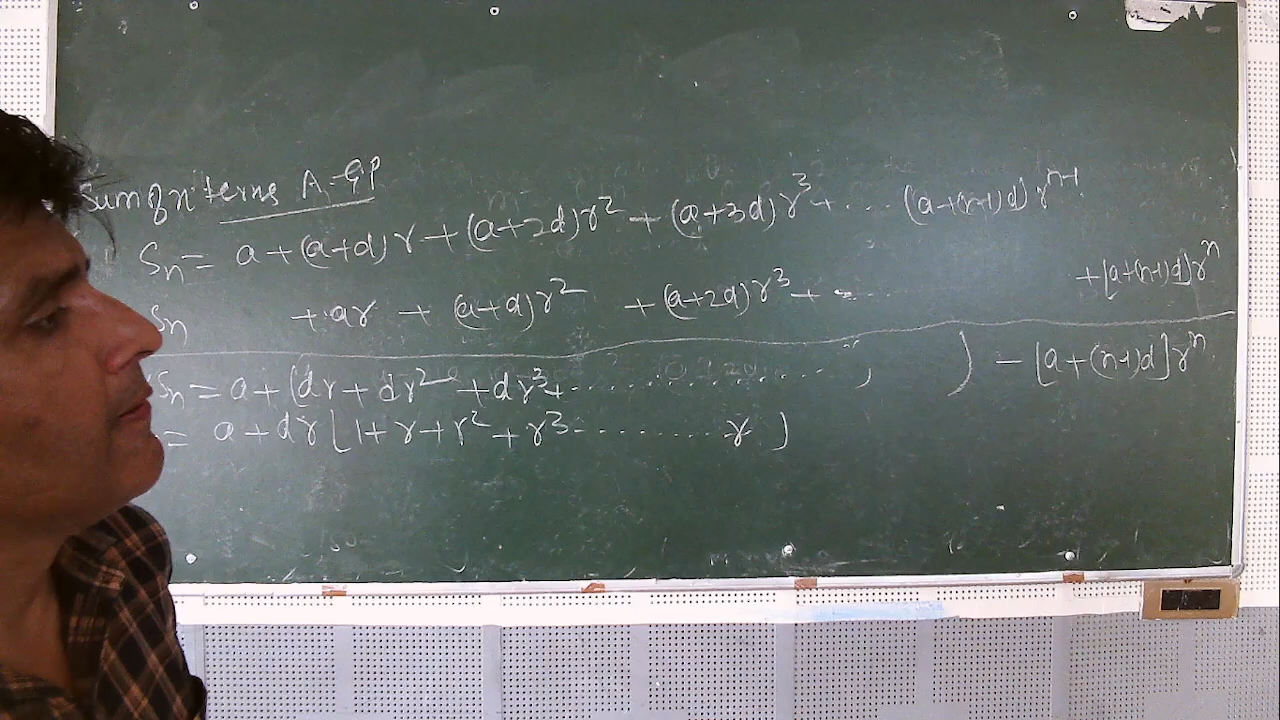 Sum of n terms A.GP
Sn = a + (a+d) r + (a+2d) r² + (a+3d) r³ + .... (a+(n-1)d] r^n-1
Sn + ar + (a+d) r² + (a+2d) r³ + ........ + [a+(n-1)d] r^n
Sn = a + (dr + dr² + dr³ + .................. ) - [a+(n-1)d] r^n
= a + dr [1 + r + r² + r³ .......... r )